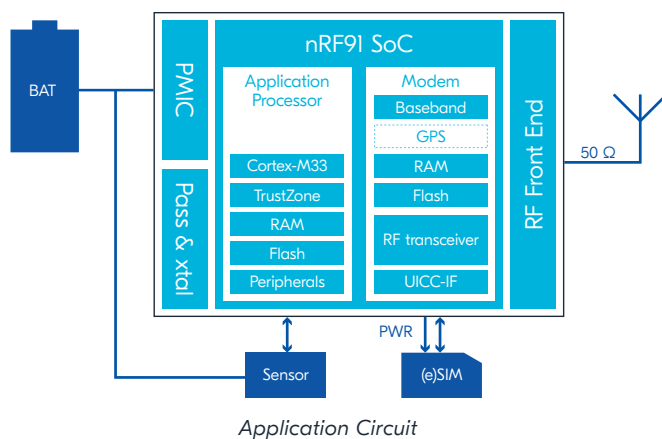 BAT
PMIC
Pass & xtal
nRF91 SoC
Application
Processor
Cortex-M33
TrustZone
RAM
Flash
Peripherals
Modem
Baseband
GPS
RAM
Flash
RF transceiver
UICC-IF
RF Front End
50 Ω
PWR
Sensor
(e)SIM
Application Circuit